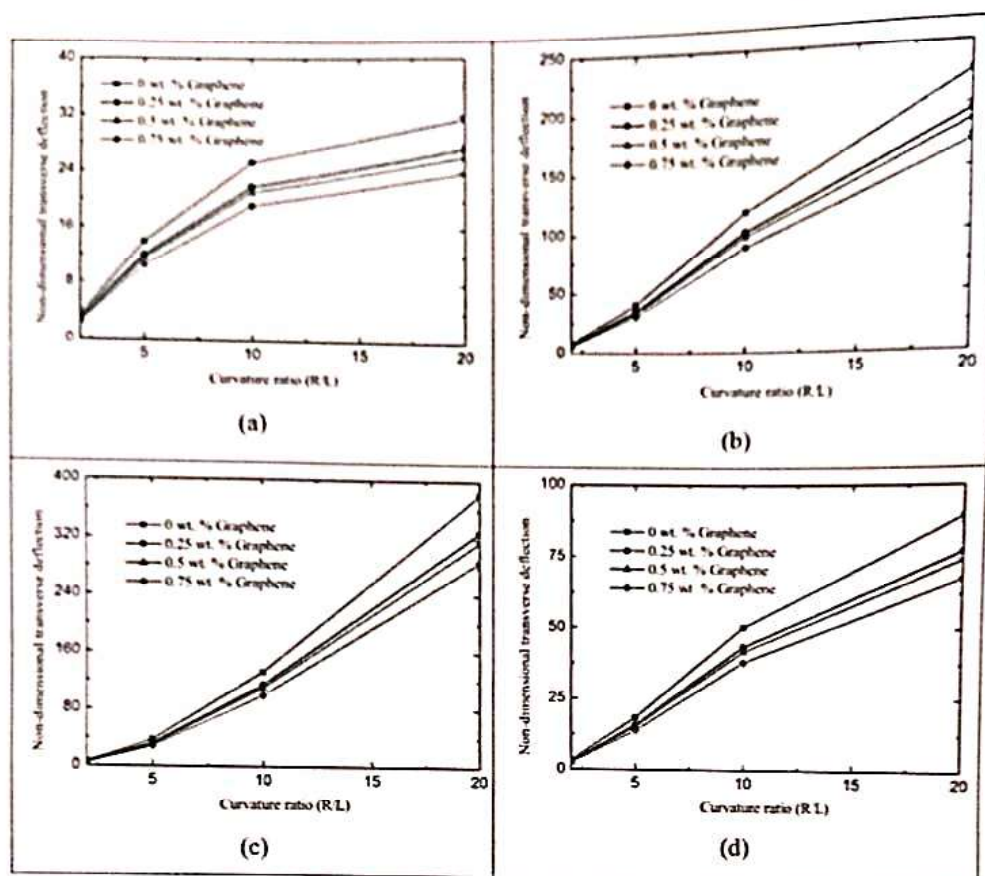 40
32
24
16
8
0
Non-dimensional transverse deflection
0 wt. % Graphene
0.25 wt. % Graphene
0.5 wt. % Graphene
0.75 wt. % Graphene
5 10 15 20
Curvature ratio (R/L)
(a)
250
200
150
100
50
0
Non-dimensional transverse deflection
0 wt. % Graphene
0.25 wt. % Graphene
0.5 wt. % Graphene
0.75 wt. % Graphene
5 10 15 20
Curvature ratio (R/L)
(b)
400
320
240
160
80
0
Non-dimensional transverse deflection
0 wt. % Graphene
0.25 wt. % Graphene
0.5 wt. % Graphene
0.75 wt. % Graphene
5 10 15 20
Curvature ratio (R/L)
(c)
100
75
50
25
0
Non-dimensional transverse deflection
0 wt. % Graphene
0.25 wt. % Graphene
0.5 wt. % Graphene
0.75 wt. % Graphene
5 10 15 20
Curvature ratio (R/L)
(d)